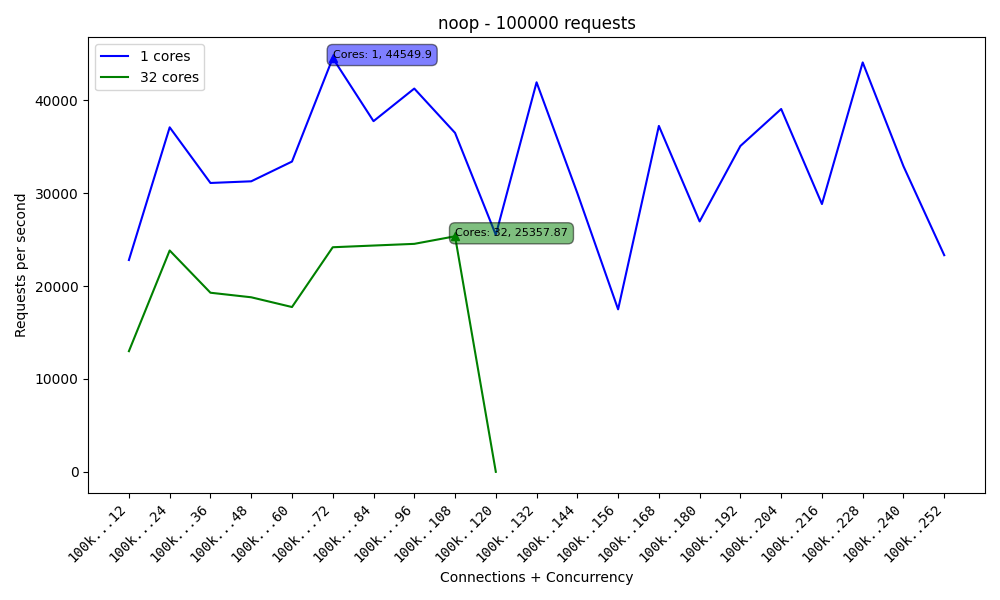 noop - 100000 requests
1 cores
32 cores
Cores: 1, 44549.9
Cores: 32, 25357.87
Requests per second
40000
30000
20000
10000
0
100k...12
100k...24
100k...36
100k...48
100k...60
100k...72
100k...84
100k...96
100k..108
100k..120
100k..132
100k..144
100k..156
100k..168
100k..180
100k..192
100k..204
100k..216
100k..228
100k..240
100k..252
Connections + Concurrency